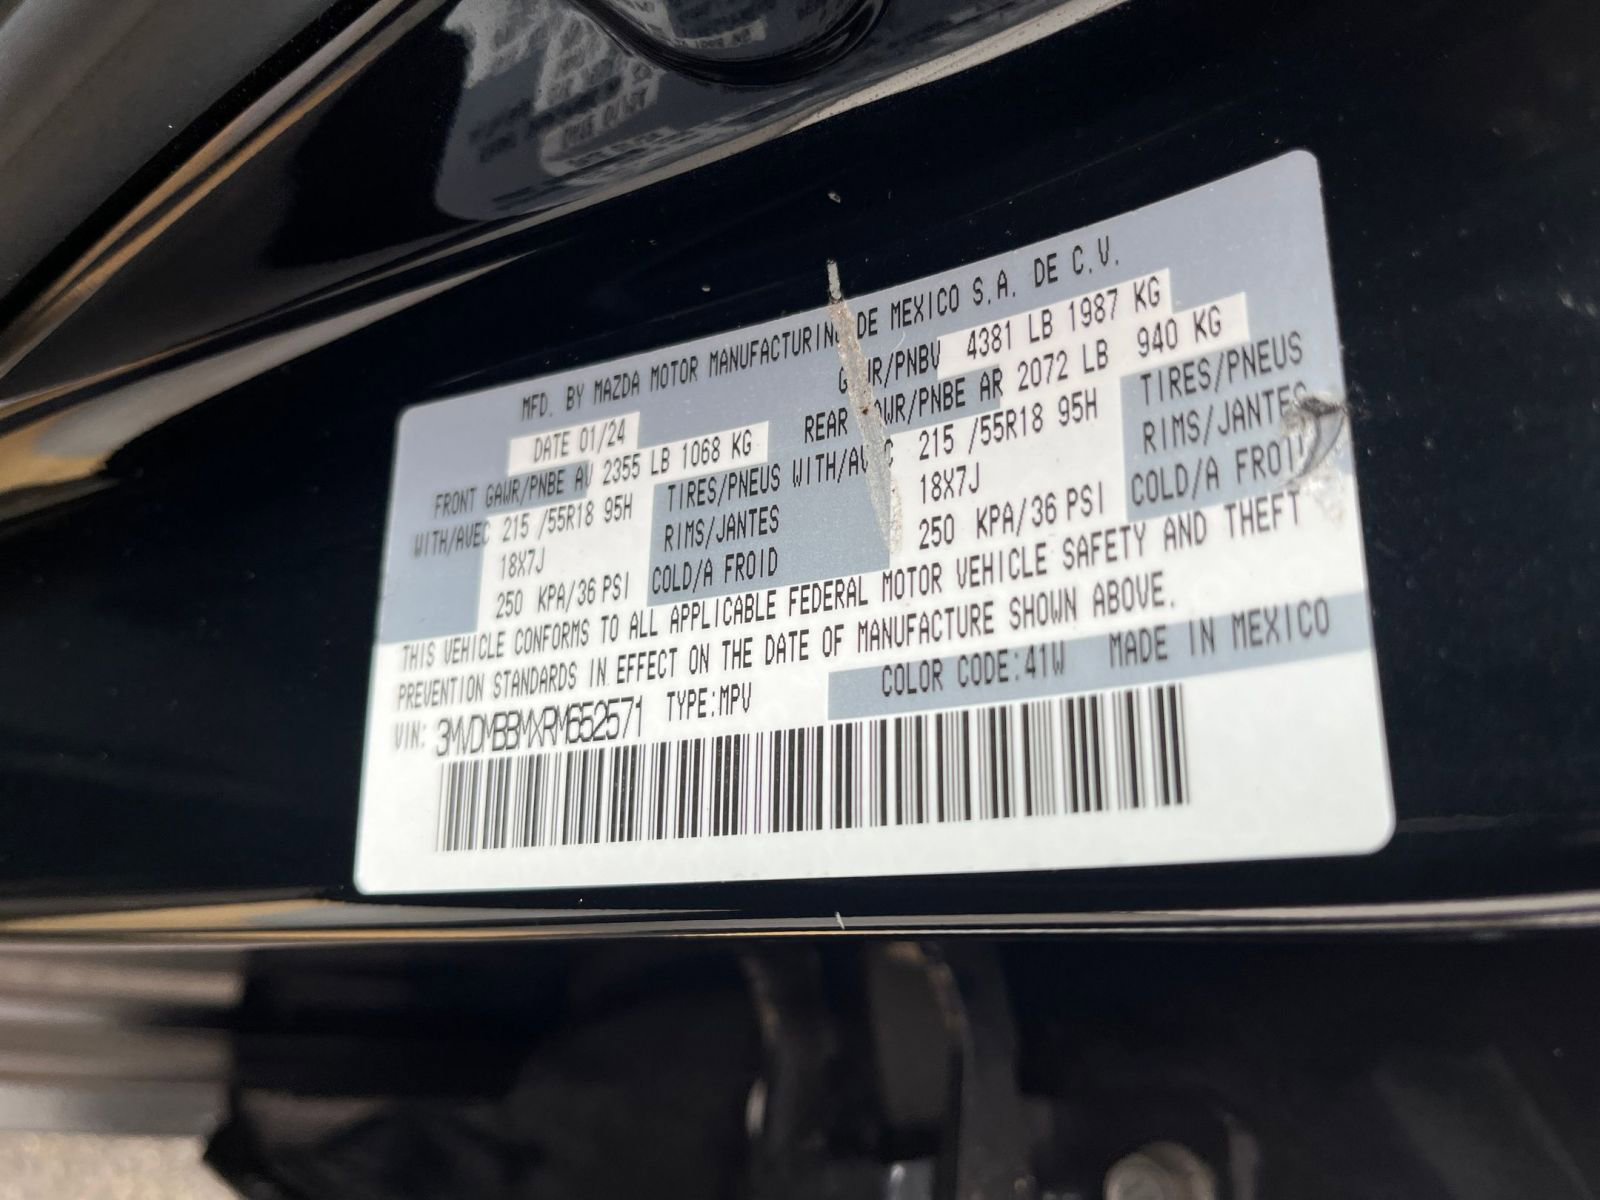 MFD. BY MAZDA MOTOR MANUFACTURING DE MEXICO S.A. DE C.V.
DATE 01/24 GVWR/PNBV 4381 LB 1987 KG
FRONT GAWR/PNBE AV 2355 LB 1068 KG REAR GAWR/PNBE AR 2072 LB 940 KG
WITH/AVEC 215 /55R18 95H TIRES/PNEUS WITH/AVEC 215 /55R18 95H TIRES/PNEUS
18X7J RIMS/JANTES 18X7J RIMS/JANTES
250 KPA/36 PSI COLD/A FROID 250 KPA/36 PSI COLD/A FROID
THIS VEHICLE CONFORMS TO ALL APPLICABLE FEDERAL MOTOR VEHICLE SAFETY AND THEFT
PREVENTION STANDARDS IN EFFECT ON THE DATE OF MANUFACTURE SHOWN ABOVE.
VIN: 3MVDMBBMXRM652571 TYPE:MPV COLOR CODE:41W MADE IN MEXICO